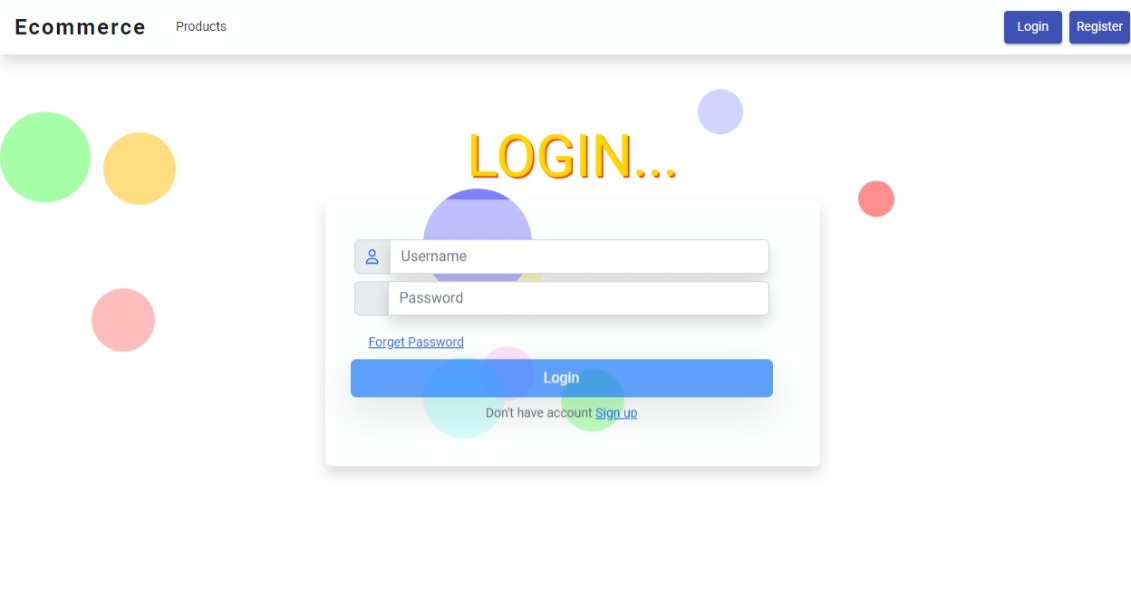 Ecommerce Products Login Register
LOGIN...
Username
Password
Forget Password
Login
Don't have account Sign up